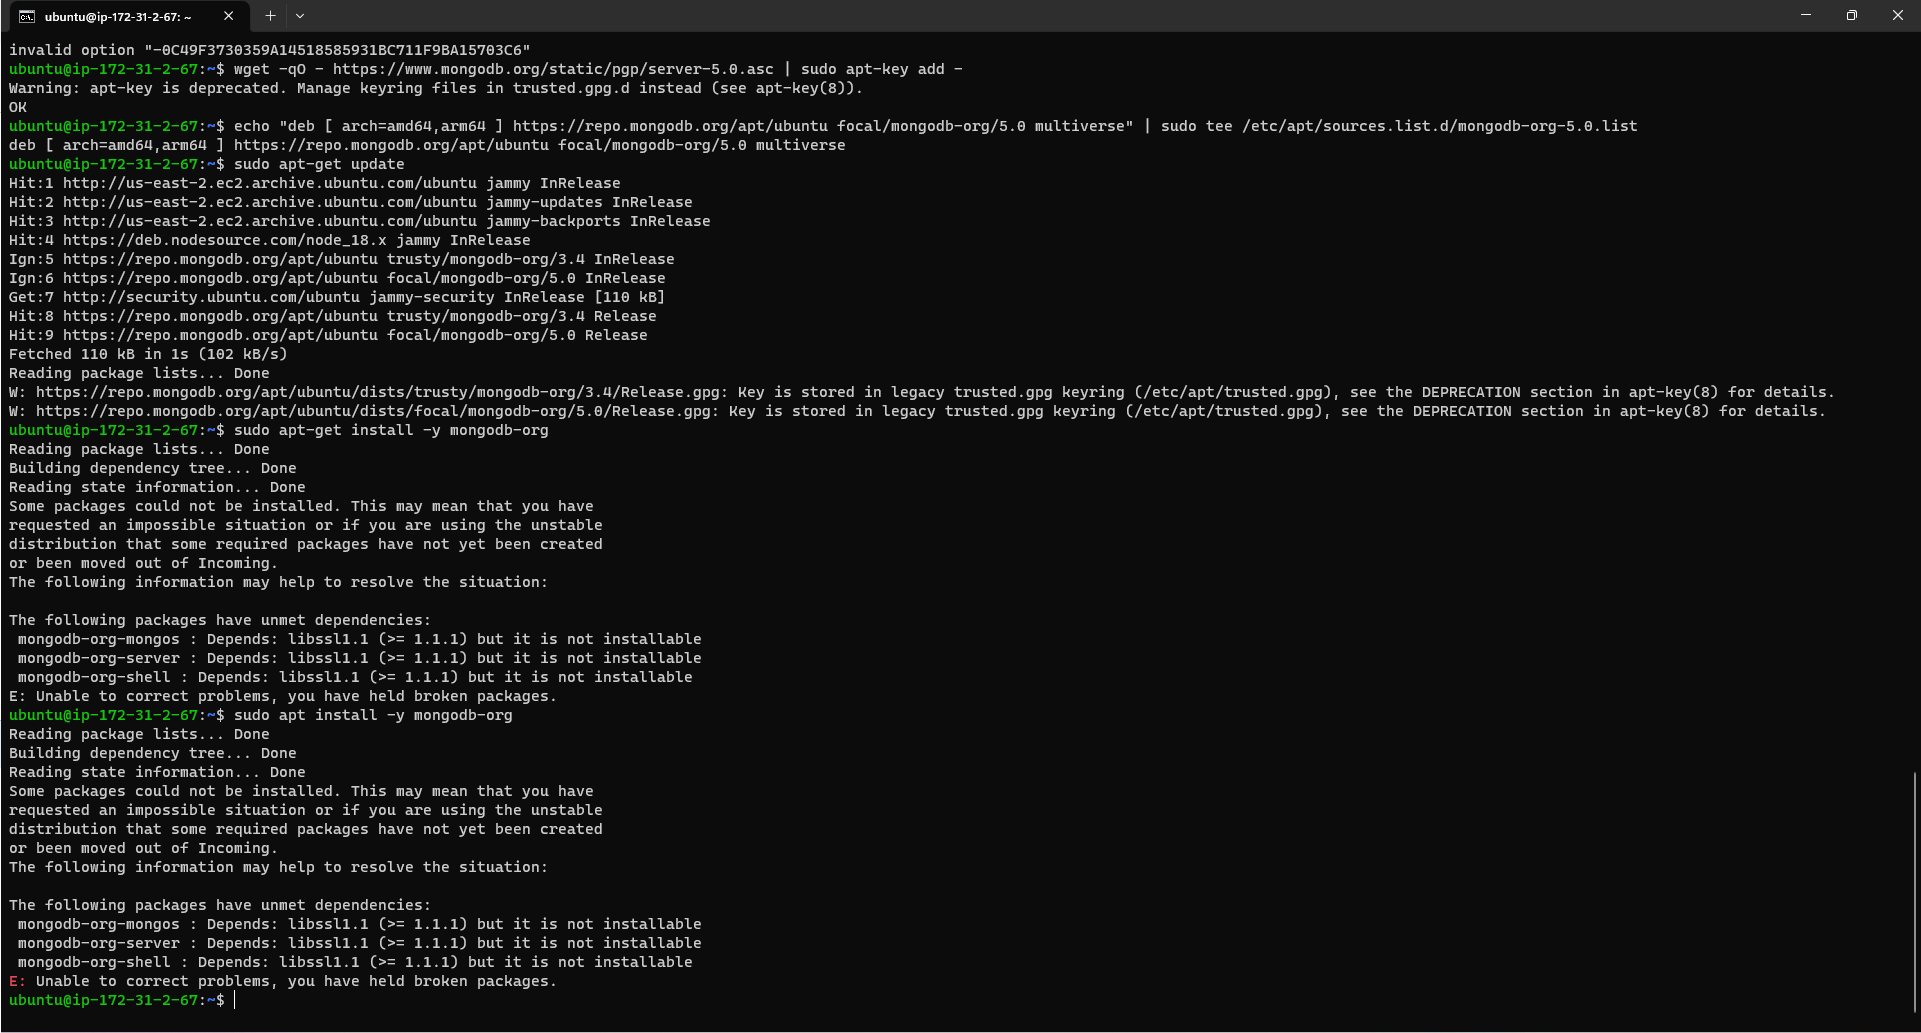 ubuntu@ip-172-31-2-67: ~
invalid option "-0C49F3730359A14518585931BC711F9BA15703C6"
ubuntu@ip-172-31-2-67:~$ wget -qO - https://www.mongodb.org/static/pgp/server-5.0.asc | sudo apt-key add -
Warning: apt-key is deprecated. Manage keyring files in trusted.gpg.d instead (see apt-key(8)).
OK
ubuntu@ip-172-31-2-67:~$ echo "deb [ arch=amd64,arm64 ] https://repo.mongodb.org/apt/ubuntu focal/mongodb-org/5.0 multiverse" | sudo tee /etc/apt/sources.list.d/mongodb-org-5.0.list
deb [ arch=amd64,arm64 ] https://repo.mongodb.org/apt/ubuntu focal/mongodb-org/5.0 multiverse
ubuntu@ip-172-31-2-67:~$ sudo apt-get update
Hit:1 http://us-east-2.ec2.archive.ubuntu.com/ubuntu jammy InRelease
Hit:2 http://us-east-2.ec2.archive.ubuntu.com/ubuntu jammy-updates InRelease
Hit:3 http://us-east-2.ec2.archive.ubuntu.com/ubuntu jammy-backports InRelease
Hit:4 https://deb.nodesource.com/node_18.x jammy InRelease
Ign:5 https://repo.mongodb.org/apt/ubuntu trusty/mongodb-org/3.4 InRelease
Ign:6 https://repo.mongodb.org/apt/ubuntu focal/mongodb-org/5.0 InRelease
Get:7 http://security.ubuntu.com/ubuntu jammy-security InRelease [110 kB]
Hit:8 https://repo.mongodb.org/apt/ubuntu trusty/mongodb-org/3.4 Release
Hit:9 https://repo.mongodb.org/apt/ubuntu focal/mongodb-org/5.0 Release
Fetched 110 kB in 1s (102 kB/s)
Reading package lists... Done
W: https://repo.mongodb.org/apt/ubuntu/dists/trusty/mongodb-org/3.4/Release.gpg: Key is stored in legacy trusted.gpg keyring (/etc/apt/trusted.gpg), see the DEPRECATION section in apt-key(8) for details.
W: https://repo.mongodb.org/apt/ubuntu/dists/focal/mongodb-org/5.0/Release.gpg: Key is stored in legacy trusted.gpg keyring (/etc/apt/trusted.gpg), see the DEPRECATION section in apt-key(8) for details.
ubuntu@ip-172-31-2-67:~$ sudo apt-get install -y mongodb-org
Reading package lists... Done
Building dependency tree... Done
Reading state information... Done
Some packages could not be installed. This may mean that you have
requested an impossible situation or if you are using the unstable
distribution that some required packages have not yet been created
or been moved out of Incoming.
The following information may help to resolve the situation:

The following packages have unmet dependencies:
 mongodb-org-mongos : Depends: libssl1.1 (>= 1.1.1) but it is not installable
 mongodb-org-server : Depends: libssl1.1 (>= 1.1.1) but it is not installable
 mongodb-org-shell : Depends: libssl1.1 (>= 1.1.1) but it is not installable
E: Unable to correct problems, you have held broken packages.
ubuntu@ip-172-31-2-67:~$ sudo apt install -y mongodb-org
Reading package lists... Done
Building dependency tree... Done
Reading state information... Done
Some packages could not be installed. This may mean that you have
requested an impossible situation or if you are using the unstable
distribution that some required packages have not yet been created
or been moved out of Incoming.
The following information may help to resolve the situation:

The following packages have unmet dependencies:
 mongodb-org-mongos : Depends: libssl1.1 (>= 1.1.1) but it is not installable
 mongodb-org-server : Depends: libssl1.1 (>= 1.1.1) but it is not installable
 mongodb-org-shell : Depends: libssl1.1 (>= 1.1.1) but it is not installable
E: Unable to correct problems, you have held broken packages.
ubuntu@ip-172-31-2-67:~$